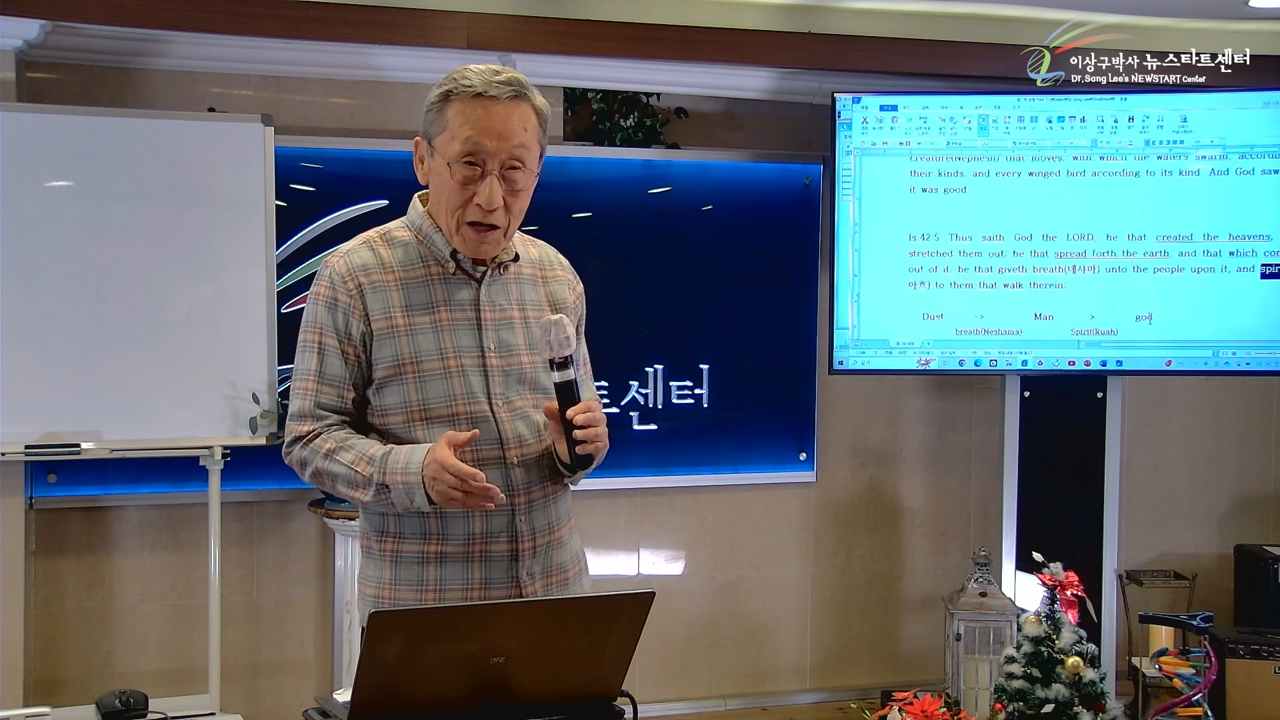 이상구박사 뉴스타트센터
Dr. Sang Lee's NEWSTART Center
creature(Nephesh) that moves, with which the waters swarm, accordin
their kinds, and every winged bird according to its kind. And God saw
it was good
Is.42:5 Thus saith God the LORD, he that created the heavens,
stretched them out; he that spread forth the earth, and that which com
out of it; he that giveth breath(네샤마) unto the people upon it, and spir
아흐) to them that walk therein:
Dust -> Man -> god
breath(Neshama) Spirit(Ruah)
트센터